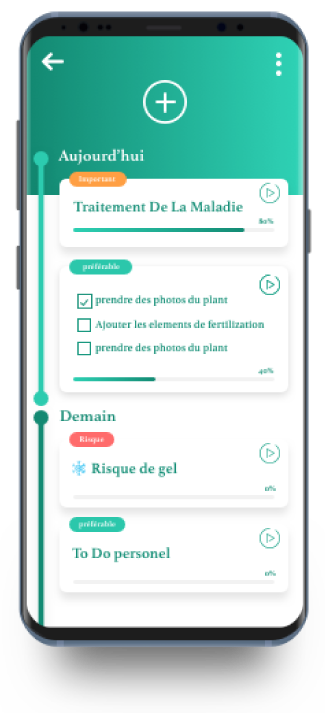 Aujourd'hui
Important
Traitement De La Maladie
80%
préférable
prendre des photos du plant
Ajouter les elements de fertilization
prendre des photos du plant
40%
Demain
Risque
Risque de gel
0%
préférable
To Do personel
0%